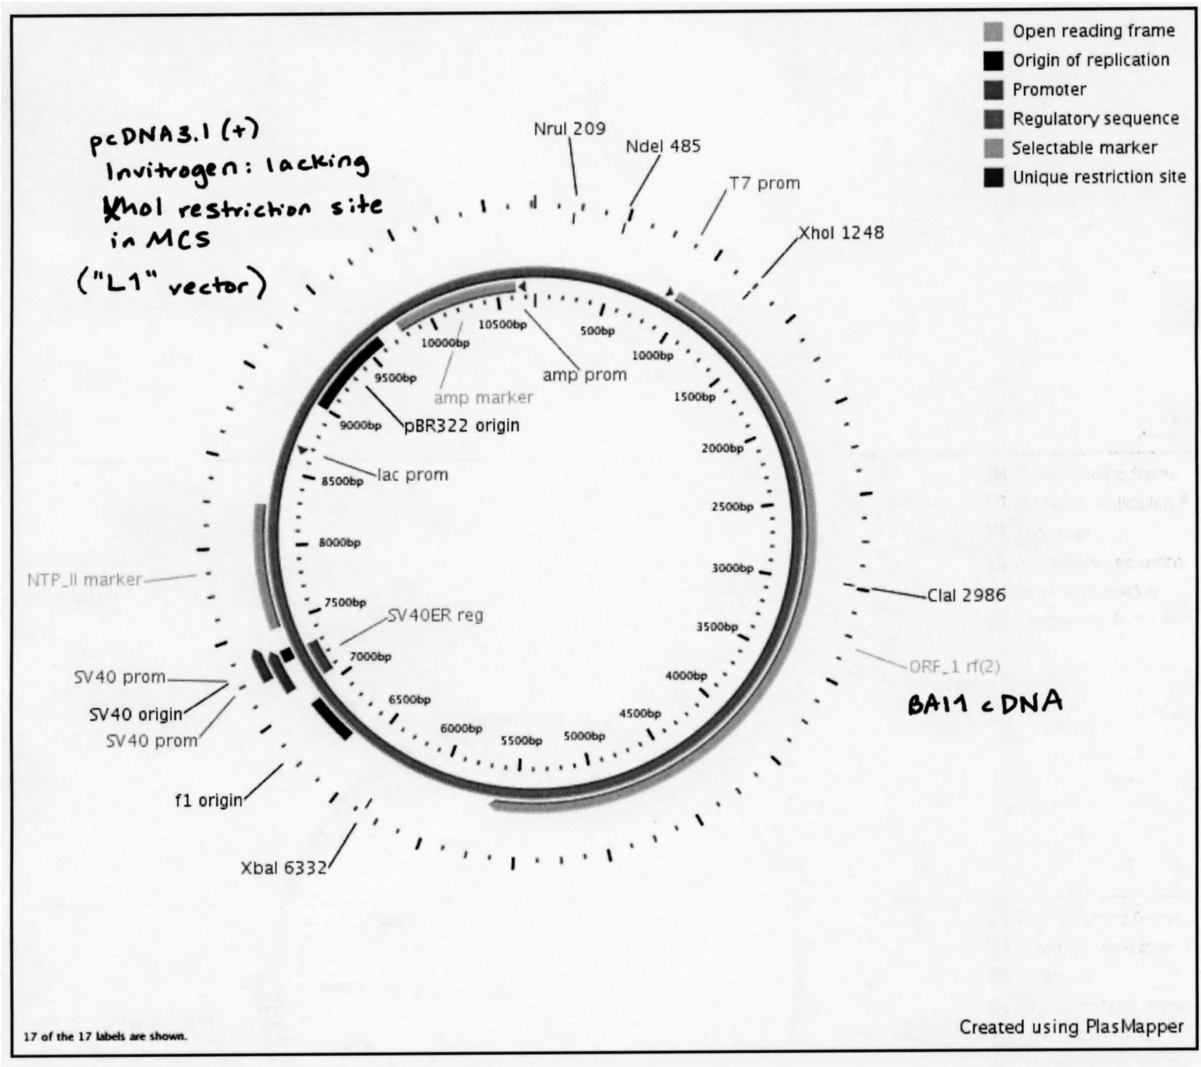 Open reading frame
Origin of replication
Promoter
Regulatory sequence
Selectable marker
Unique restriction site
pcDNA3.1 (+)
Invitrogen: lacking
XhoI restriction site
in MCS
("L1" vector)
NruI 209
NdeI 485
T7 prom
XhoI 1248
10500bp
500bp
10000bp
1000bp
9500bp
amp prom
1500bp
amp marker
9000bp
pBR322 origin
2000bp
lac prom
8500bp
2500bp
8000bp
3000bp
NTP_II marker
ClaI 2986
7500bp
SV40ER reg
3500bp
7000bp
ORF_1 rf(2)
SV40 prom
4000bp
BAI1 cDNA
SV40 origin
6500bp
4500bp
SV40 prom
6000bp
5500bp
5000bp
f1 origin
XbaI 6332
17 of the 17 labels are shown.
Created using PlasMapper